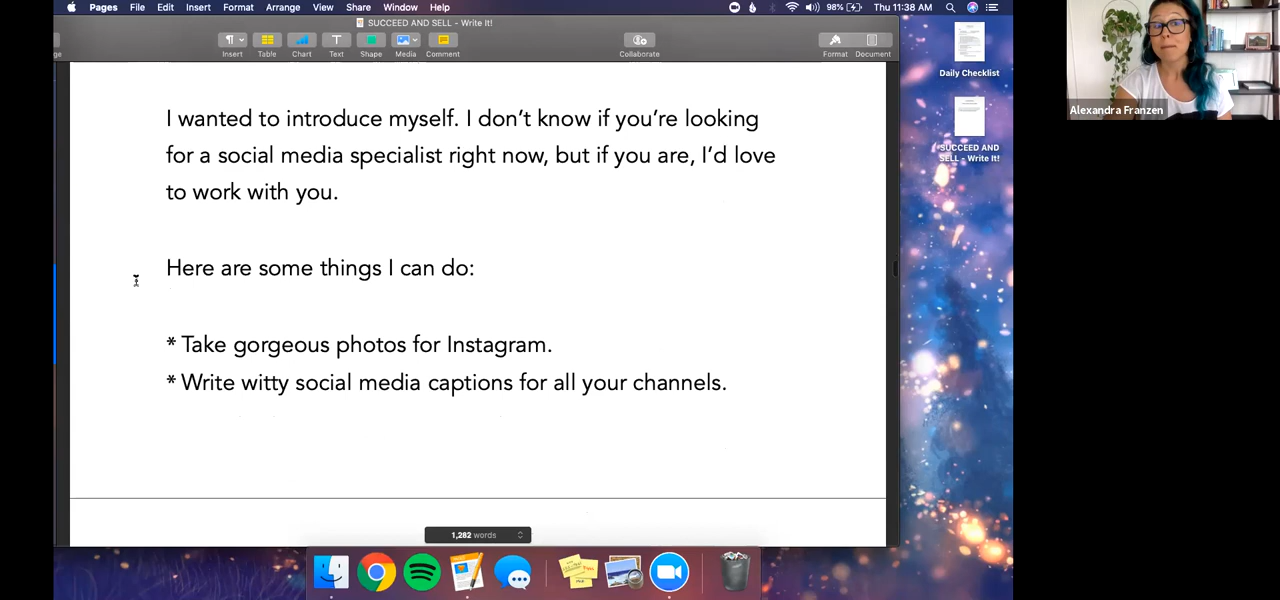 Pages File Edit Insert Format Arrange View Share Window Help 98% Thu 11:38 AM
SUCCEED AND SELL - Write It!
Insert Table Chart Text Shape Media Comment Collaborate Format Document
I wanted to introduce myself. I don't know if you're looking
for a social media specialist right now, but if you are, I'd love
to work with you.
Here are some things I can do:
* Take gorgeous photos for Instagram.
* Write witty social media captions for all your channels.
1,282 words
Daily Checklist
SUCCEED AND
SELL - Write It!
Alexandra Franzen